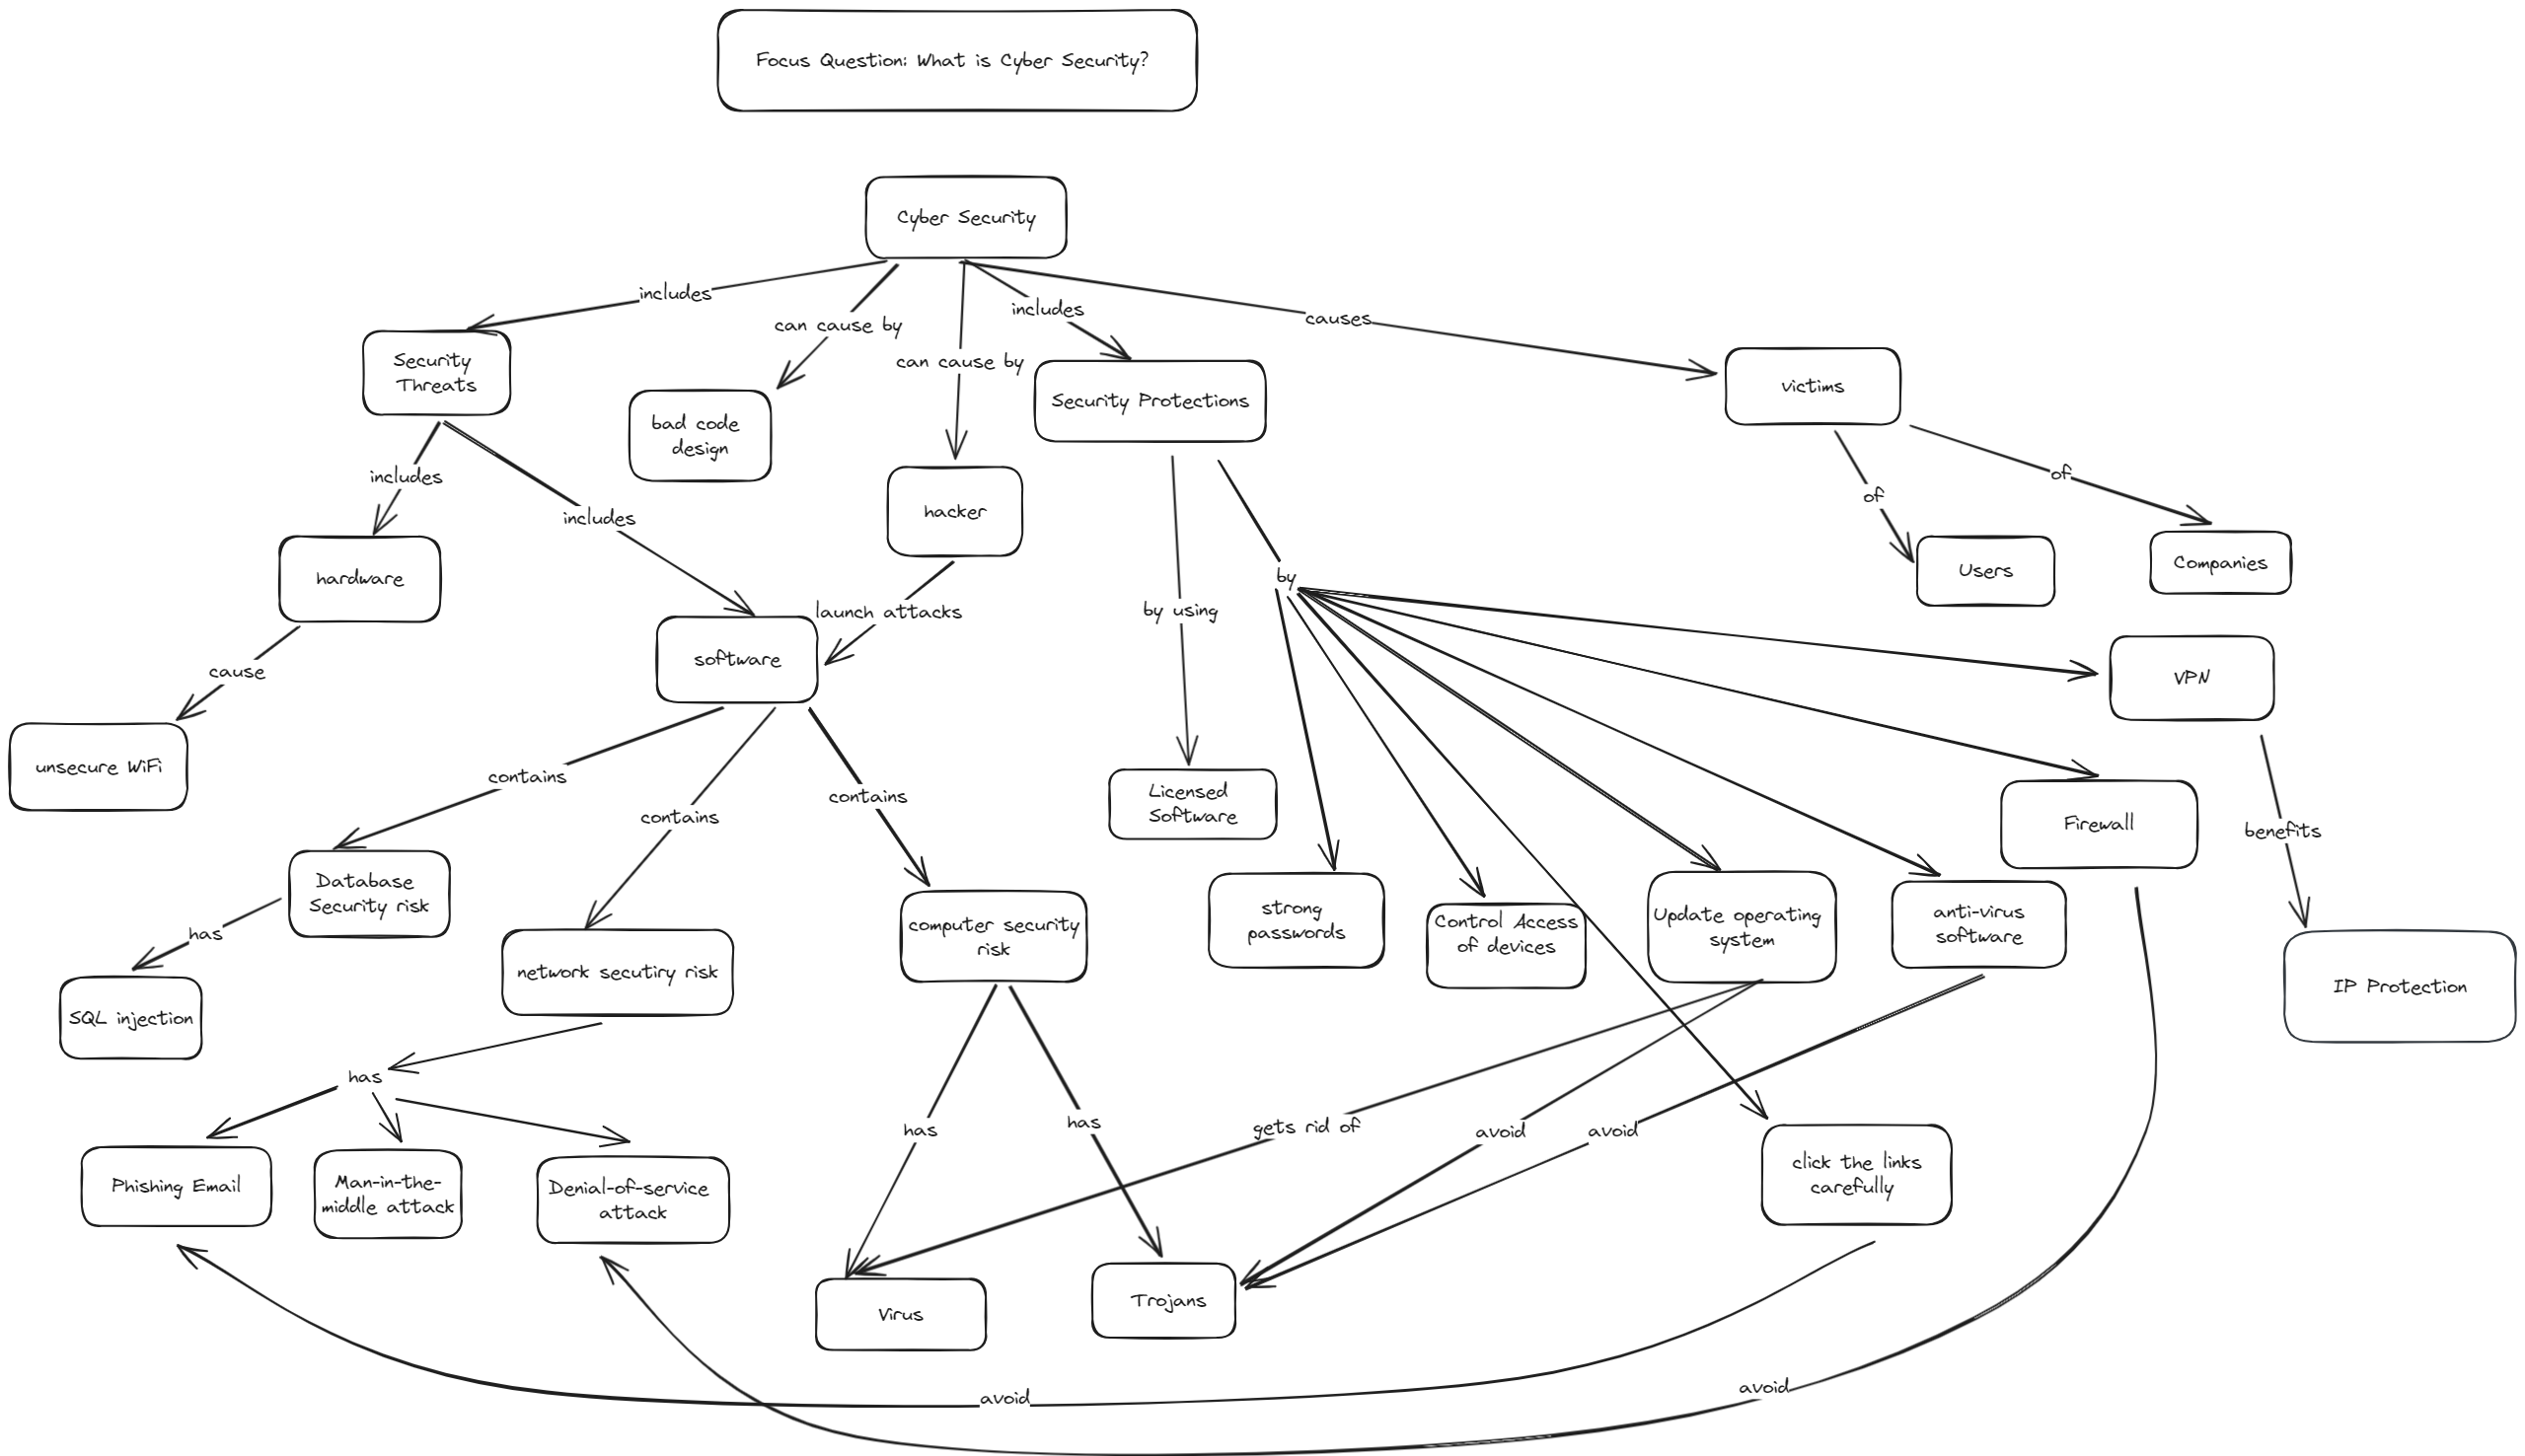 Focus Question: What is Cyber Security?
Cyber Security
includes
can cause by
can cause by
includes
causes
Security
Threats
bad code
design
Security Protections
victims
includes
includes
hacker
of
of
hardware
launch attacks
by using
by
Users
Companies
cause
software
VPN
unsecure WiFi
contains
contains
contains
Licensed
Software
Firewall
benefits
Database
Security risk
has
network secutiry risk
computer security
risk
strong
passwords
Control Access
of devices
Update operating
system
anti-virus
software
IP Protection
SQL injection
has
has
has
gets rid of
avoid
avoid
click the links
carefully
Phishing Email
Man-in-the-
middle attack
Denial-of-service
attack
Virus
Trojans
avoid
avoid